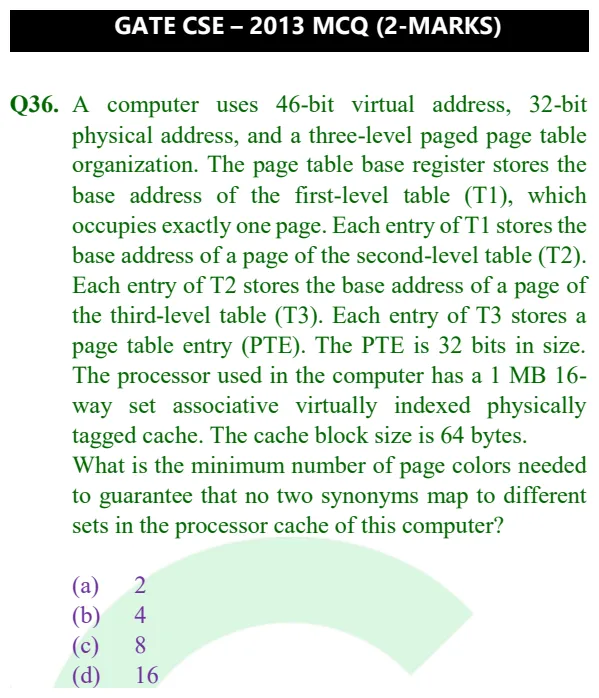 GATE CSE – 2013 MCQ (2-MARKS)
Q36. A computer uses 46-bit virtual address, 32-bit
physical address, and a three-level paged page table
organization. The page table base register stores the
base address of the first-level table (T1), which
occupies exactly one page. Each entry of T1 stores the
base address of a page of the second-level table (T2).
Each entry of T2 stores the base address of a page of
the third-level table (T3). Each entry of T3 stores a
page table entry (PTE). The PTE is 32 bits in size.
The processor used in the computer has a 1 MB 16-
way set associative virtually indexed physically
tagged cache. The cache block size is 64 bytes.
What is the minimum number of page colors needed
to guarantee that no two synonyms map to different
sets in the processor cache of this computer?
(a) 2
(b) 4
(c) 8
(d) 16